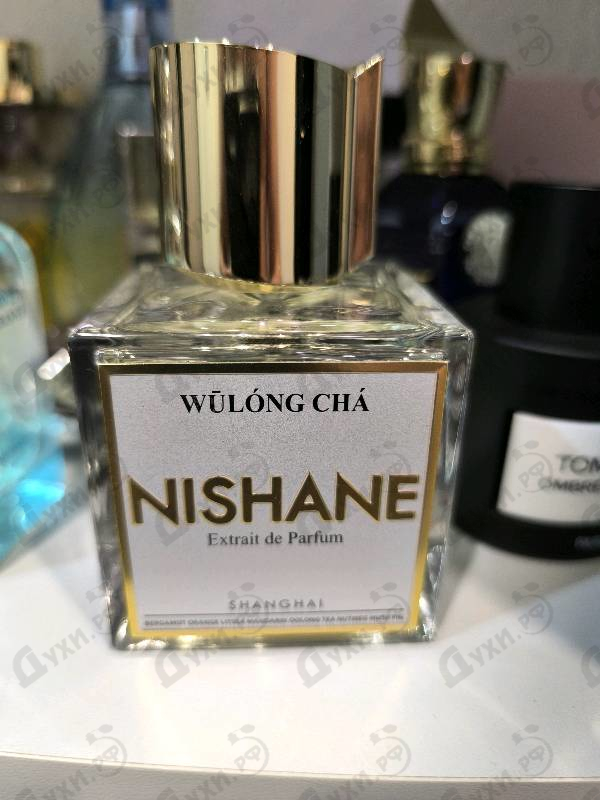 WŪLÓNG CHÁ
NISHANE
Extrait de Parfum
SHANGHAI
BERGAMOT ORANGE LITSEA MANDARIN OOLONG TEA NUTMEG MUSK FIG
TOM
OMBRE
Духи.рф